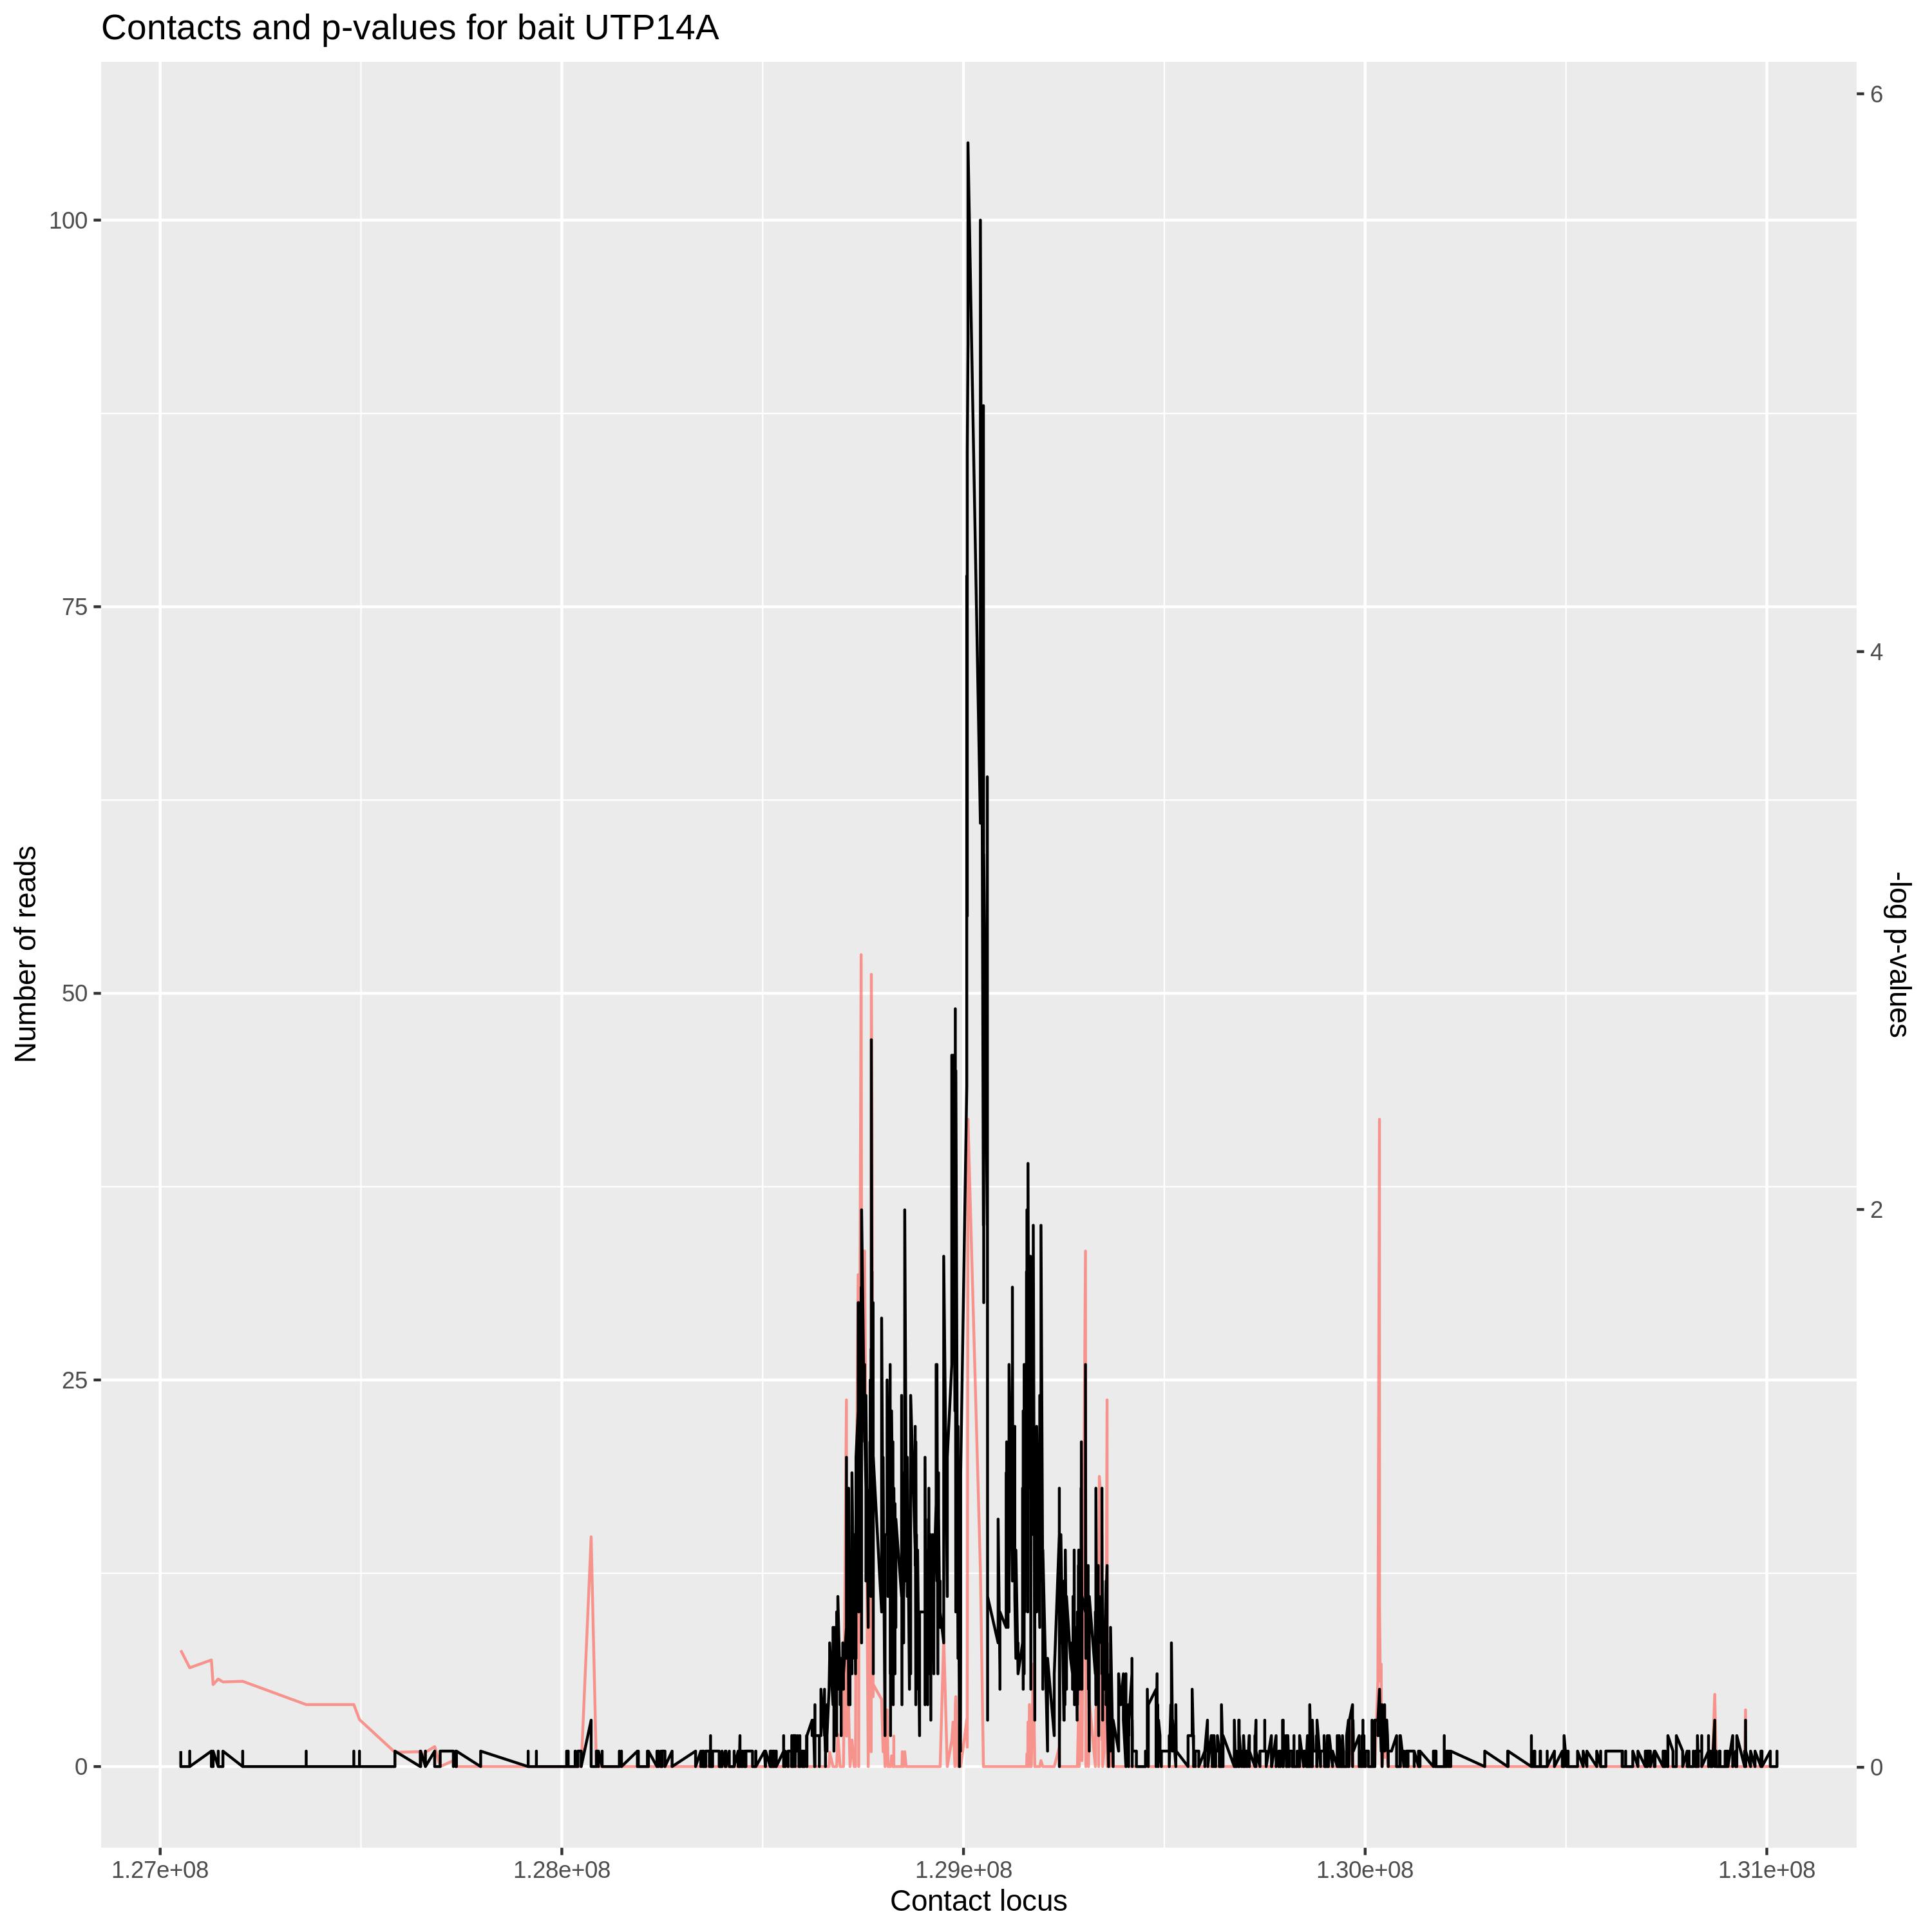 Contacts and p-values for bait UTP14A
6
100
75
4
Number of reads
-log p-values
50
2
25
0
0
1.27e+08 1.28e+08 1.29e+08 1.30e+08 1.31e+08
Contact locus